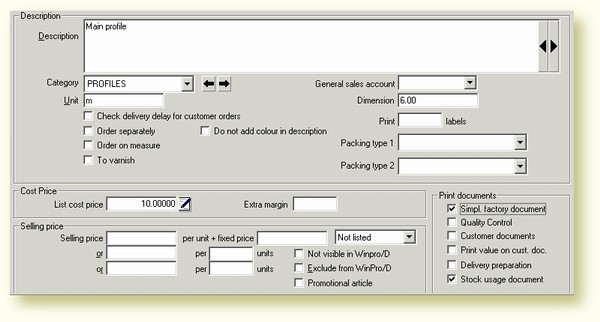 Description
Description
Main profile
Category PROFILES General sales account
Unit m Dimension 6.00
Check delivery delay for customer orders
Print labels
Order separately Do not add colour in description
Order on measure Packing type 1
To varnish
Packing type 2
Cost Price
List cost price 10.00000 Extra margin
Selling price
Selling price per unit + fixed price Not listed
or per units Not visible in Winpro/D
or per units Exclude from WinPro/D
Promotional article
Print documents
Simpl. factory document
Quality Control
Customer documents
Print value on cust. doc.
Delivery preparation
Stock usage document